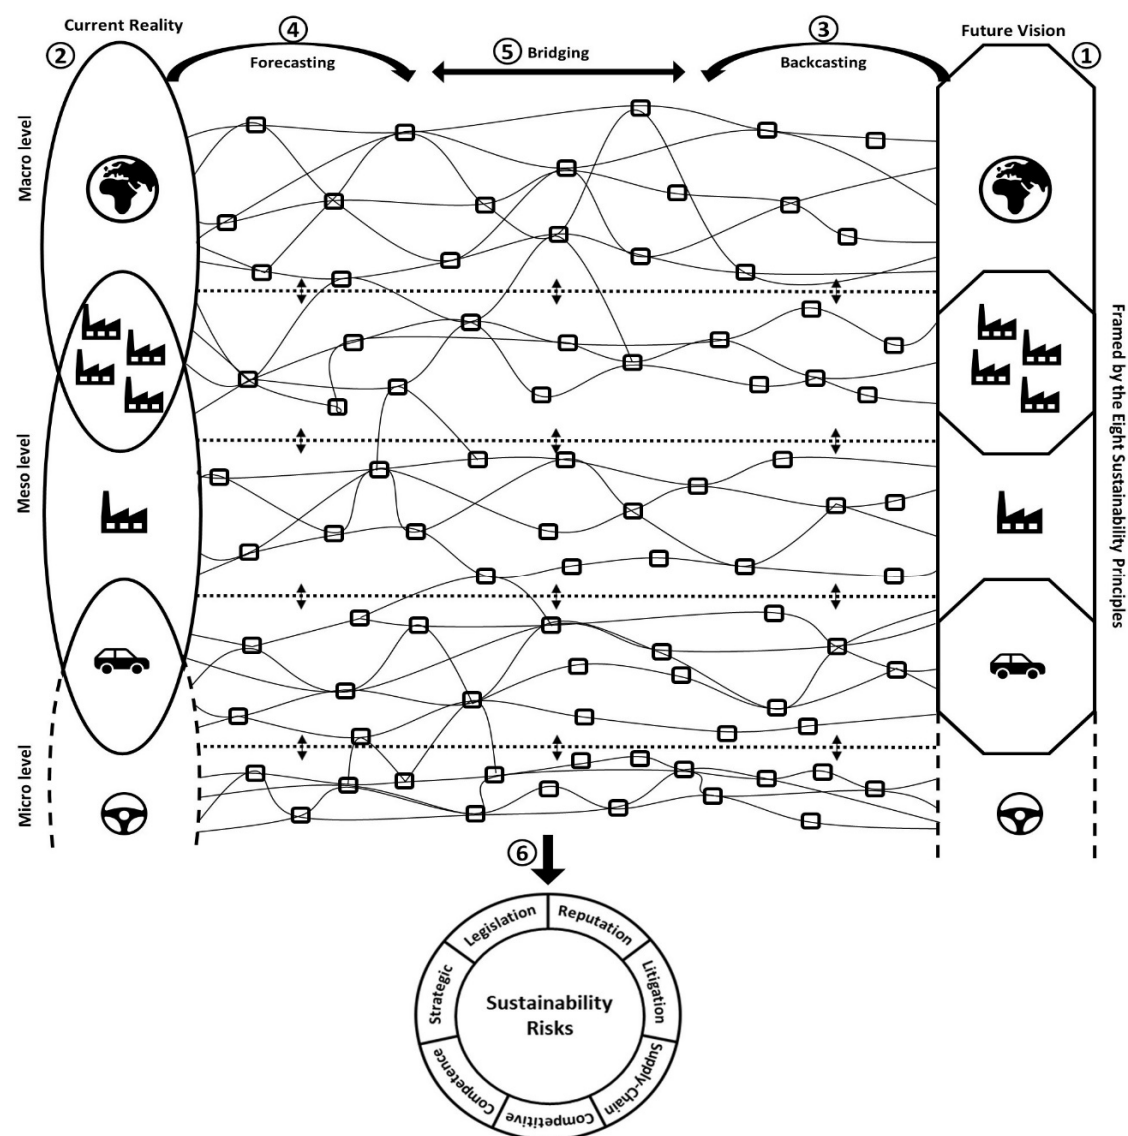 Current Reality
②
④
Forecasting
⑤ Bridging
③
Backcasting
Future Vision
①
Macro level
Meso level
Micro level
Framed by the Eight Sustainability Principles
⑥
Legislation
Reputation
Litigation
Supply-Chain
Competitive
Competence
Strategic
Sustainability
Risks